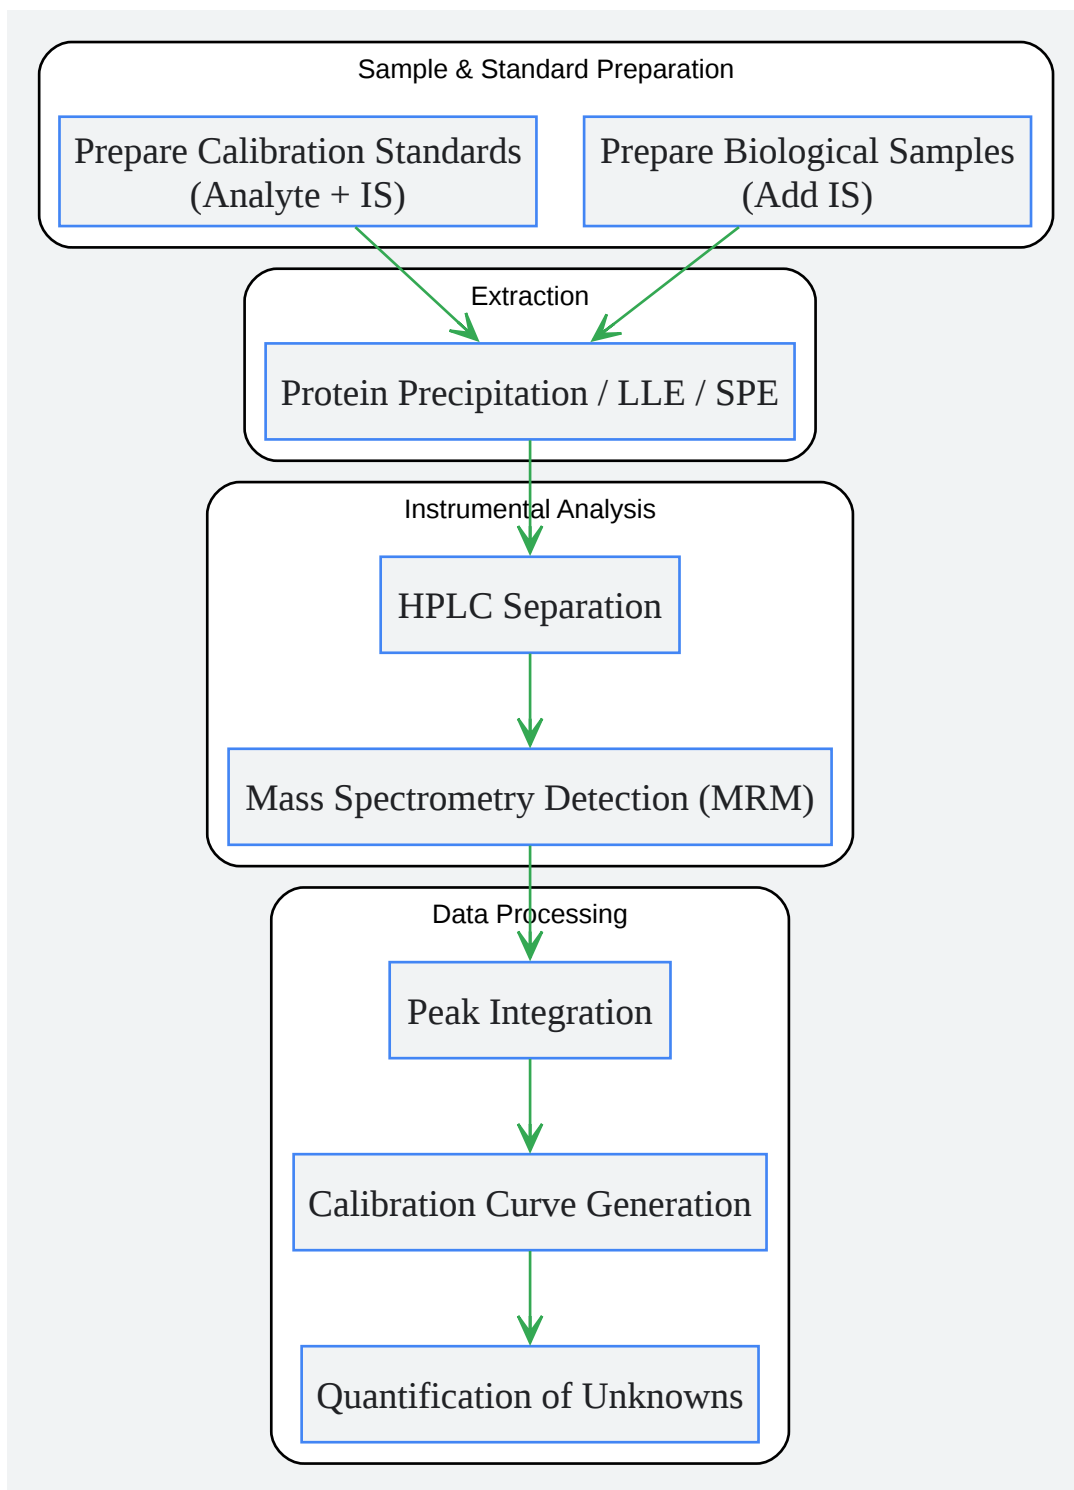 Sample & Standard Preparation
Prepare Calibration Standards
(Analyte + IS)
Prepare Biological Samples
(Add IS)
Extraction
Protein Precipitation / LLE / SPE
Instrumental Analysis
HPLC Separation
Mass Spectrometry Detection (MRM)
Data Processing
Peak Integration
Calibration Curve Generation
Quantification of Unknowns